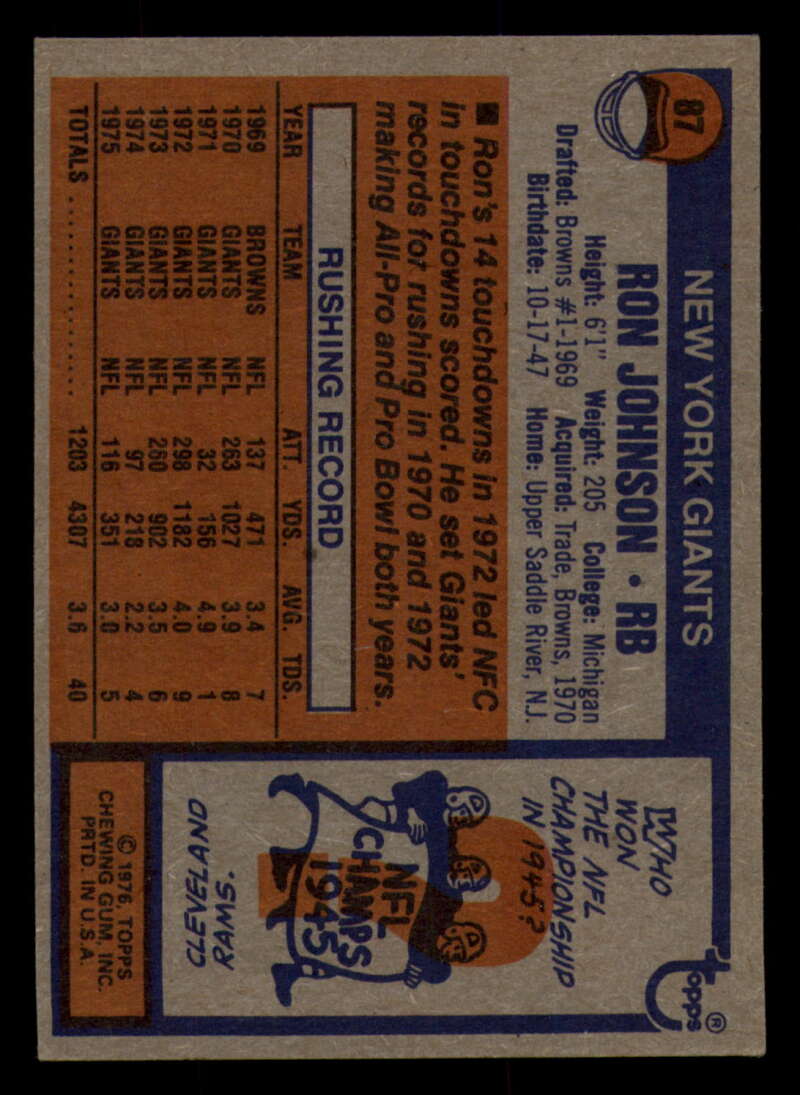 87
NEW YORK GIANTS
RON JOHNSON • RB
Height: 6'1" Weight: 205 College: Michigan
Drafted: Browns #1-1969 Acquired: Trade, Browns, 1970
Birthdate: 10-17-47 Home: Upper Saddle River, N.J.
■ Ron's 14 touchdowns in 1972 led NFC
in touchdowns scored. He set Giants'
records for rushing in 1970 and 1972
making All-Pro and Pro Bowl both years.
RUSHING RECORD
YEAR TEAM ATT. YDS. AVG. TDS.
1969 BROWNS NFL 137 471 3.4 7
1970 GIANTS NFL 263 1027 3.9 8
1971 GIANTS NFL 32 156 4.9 1
1972 GIANTS NFL 298 1182 4.0 9
1973 GIANTS NFL 260 902 3.5 6
1974 GIANTS NFL 97 218 2.2 4
1975 GIANTS NFL 116 351 3.0 5
TOTALS .................. 1203 4307 3.6 40
topps®
WHO
WON
THE NFL
CHAMPIONSHIP
IN 1945?
NFL
CHAMPS
1945
CLEVELAND
RAMS.
© 1976, TOPPS
CHEWING GUM, INC.
PRTD. IN U.S.A.